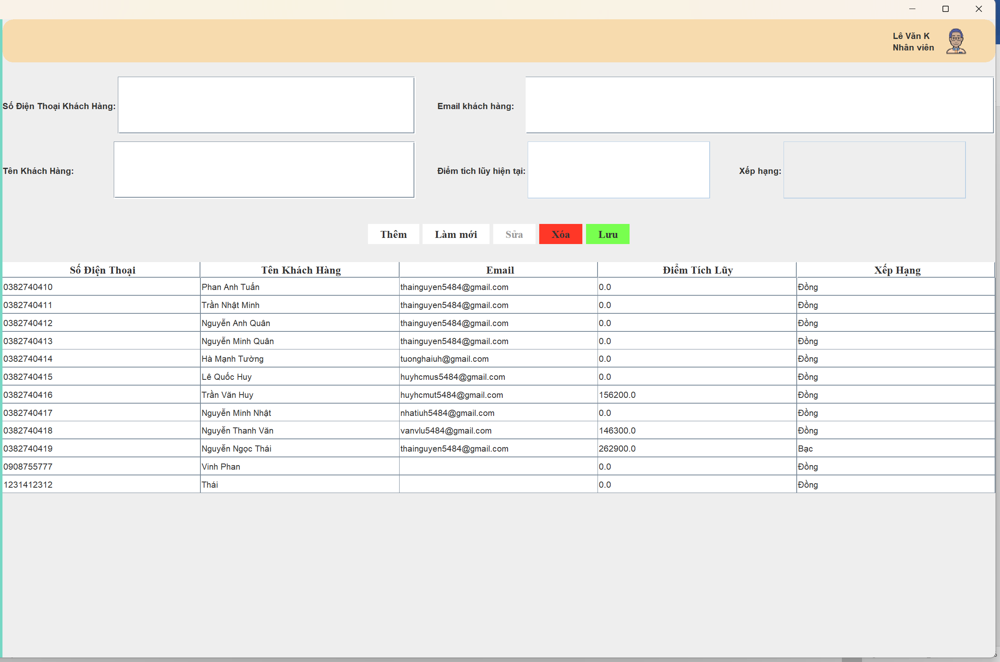 Lê Văn K
Nhân viên
Số Điện Thoại Khách Hàng: Email khách hàng:
Tên Khách Hàng: Điểm tích lũy hiện tại: Xếp hạng:
Thêm Làm mới Sửa Xóa Lưu
Số Điện Thoại Tên Khách Hàng Email Điểm Tích Lũy Xếp Hạng
0382740410 Phan Anh Tuấn thainguyen5484@gmail.com 0.0 Đồng
0382740411 Trần Nhật Minh thainguyen5484@gmail.com 0.0 Đồng
0382740412 Nguyễn Anh Quân thainguyen5484@gmail.com 0.0 Đồng
0382740413 Nguyễn Minh Quân thainguyen5484@gmail.com 0.0 Đồng
0382740414 Hà Mạnh Tường tuonghaiuh@gmail.com 0.0 Đồng
0382740415 Lê Quốc Huy huyhcmus5484@gmail.com 0.0 Đồng
0382740416 Trần Văn Huy huyhcmut5484@gmail.com 156200.0 Đồng
0382740417 Nguyễn Minh Nhật nhatiuh5484@gmail.com 0.0 Đồng
0382740418 Nguyễn Thanh Văn vanvlu5484@gmail.com 146300.0 Đồng
0382740419 Nguyễn Ngọc Thái thainguyen5484@gmail.com 262900.0 Bạc
0908755777 Vinh Phan 0.0 Đồng
1231412312 Thái 0.0 Đồng